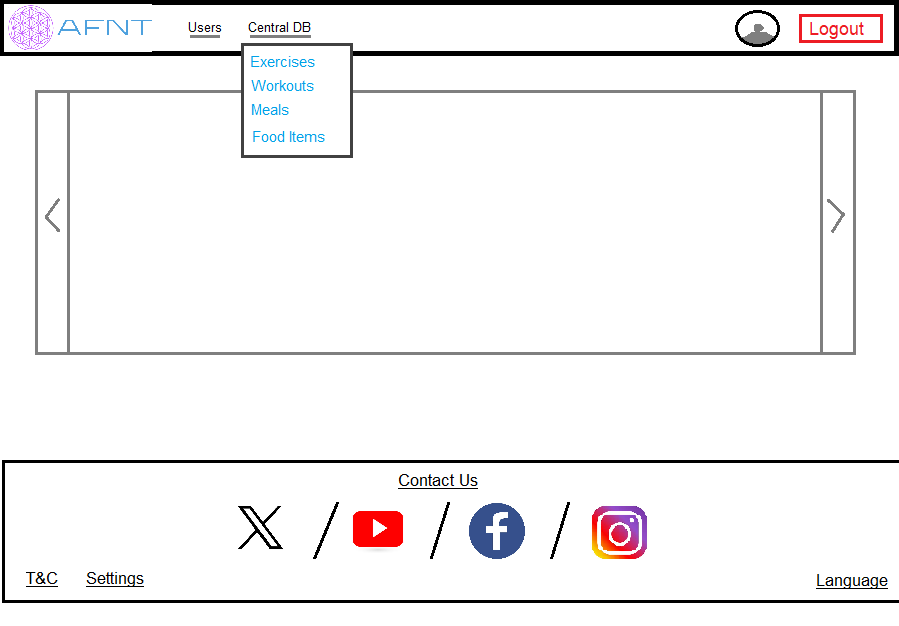 AFNT Users Central DB Logout
Exercises
Workouts
Meals
Food Items
Contact Us
T&C Settings Language